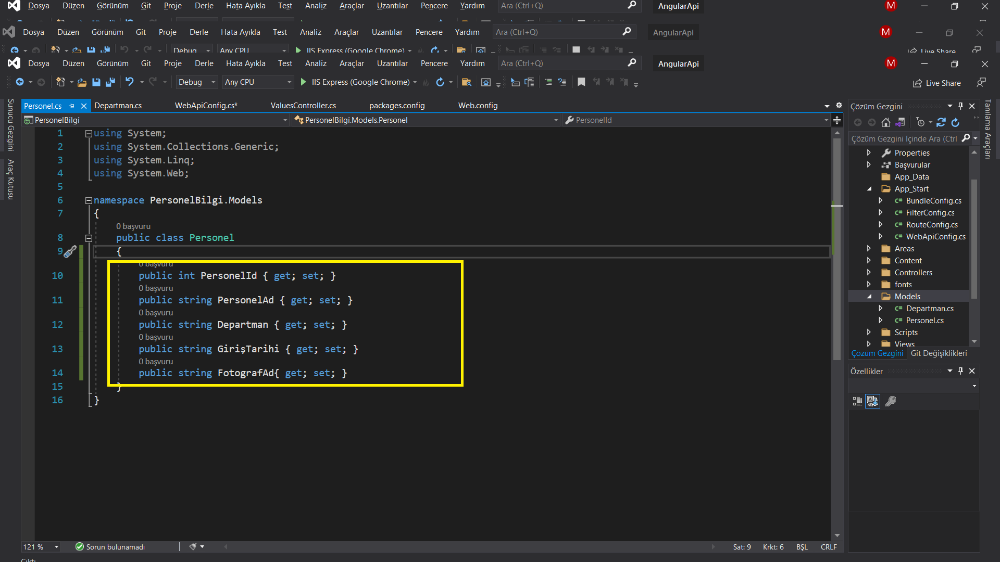 Dosya Düzen Görünüm Git Proje Derle Hata Ayıkla Test Analiz Araçlar Uzantılar Pencere Yardım Ara (Ctrl+Q) AngularApi M
Dosya Düzen Görünüm Git Proje Derle Hata Ayıkla Test Analiz Araçlar Uzantılar Pencere Yardım Ara (Ctrl+Q) AngularApi M
Debug Any CPU IIS Express (Google Chrome) Live Share
Dosya Düzen Görünüm Git Proje Derle Hata Ayıkla Test Analiz Araçlar Uzantılar Pencere Yardım Ara (Ctrl+Q) AngularApi M
Debug Any CPU IIS Express (Google Chrome) Live Share
Sunucu Gezgini
Araç Kutusu
Personel.cs Departman.cs WebApiConfig.cs* ValuesController.cs packages.config Web.config
PersonelBilgi PersonelBilgi.Models.Personel PersonelId
1 using System;
2 using System.Collections.Generic;
3 using System.Linq;
4 using System.Web;
5
6 namespace PersonelBilgi.Models
7 {
0 başvuru
8 public class Personel
9 {
0 başvuru
10 public int PersonelId { get; set; }
0 başvuru
11 public string PersonelAd { get; set; }
0 başvuru
12 public string Departman { get; set; }
0 başvuru
13 public string GirişTarihi { get; set; }
0 başvuru
14 public string FotografAd{ get; set; }
15 }
16 }
121 % Sorun bulunamadı Sat: 9 Krkt: 6 BŞL CRLF
Çıktı
Çözüm Gezgini
Çözüm Gezgini İçinde Ara (Ctrl
Properties
Başvurular
App_Data
App_Start
C# BundleConfig.cs
C# FilterConfig.cs
C# RouteConfig.cs
C# WebApiConfig.cs
Areas
Content
Controllers
fonts
Models
C# Departman.cs
C# Personel.cs
Scripts
Views
Çözüm Gezgini Git Değişiklikleri
Özellikler
Tanılama Araçları